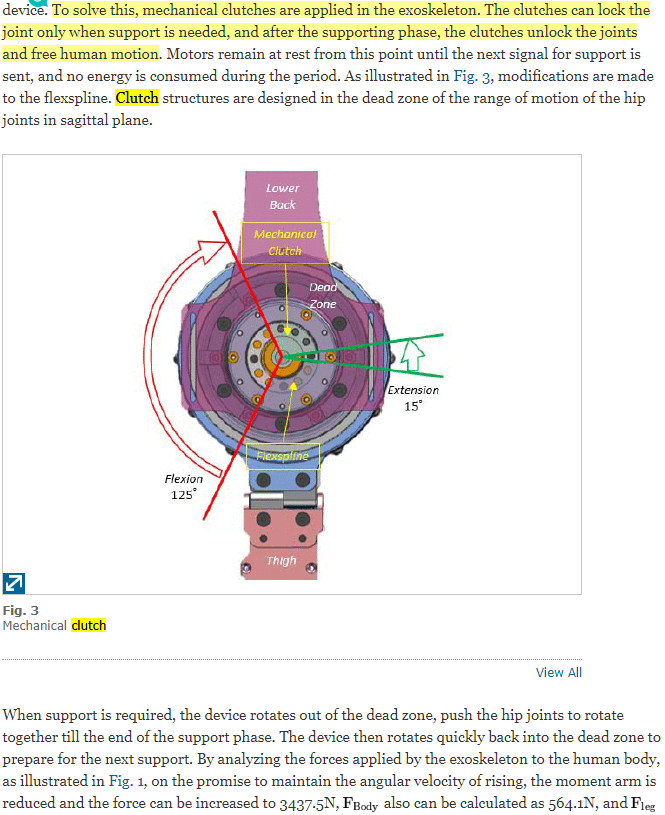 device. To solve this, mechanical clutches are applied in the exoskeleton. The clutches can lock the
joint only when support is needed, and after the supporting phase, the clutches unlock the joints
and free human motion. Motors remain at rest from this point until the next signal for support is
sent, and no energy is consumed during the period. As illustrated in Fig. 3, modifications are made
to the flexspline. Clutch structures are designed in the dead zone of the range of motion of the hip
joints in sagittal plane.
Lower
Back
Mechanical
Clutch
Dead
Zone
Extension
15°
Flexspline
Flexion
125°
Thigh
Fig. 3
Mechanical clutch
View All
When support is required, the device rotates out of the dead zone, push the hip joints to rotate
together till the end of the support phase. The device then rotates quickly back into the dead zone to
prepare for the next support. By analyzing the forces applied by the exoskeleton to the human body,
as illustrated in Fig. 1, on the promise to maintain the angular velocity of rising, the moment arm is
reduced and the force can be increased to 3437.5N, FBody also can be calculated as 564.1N, and Fleg